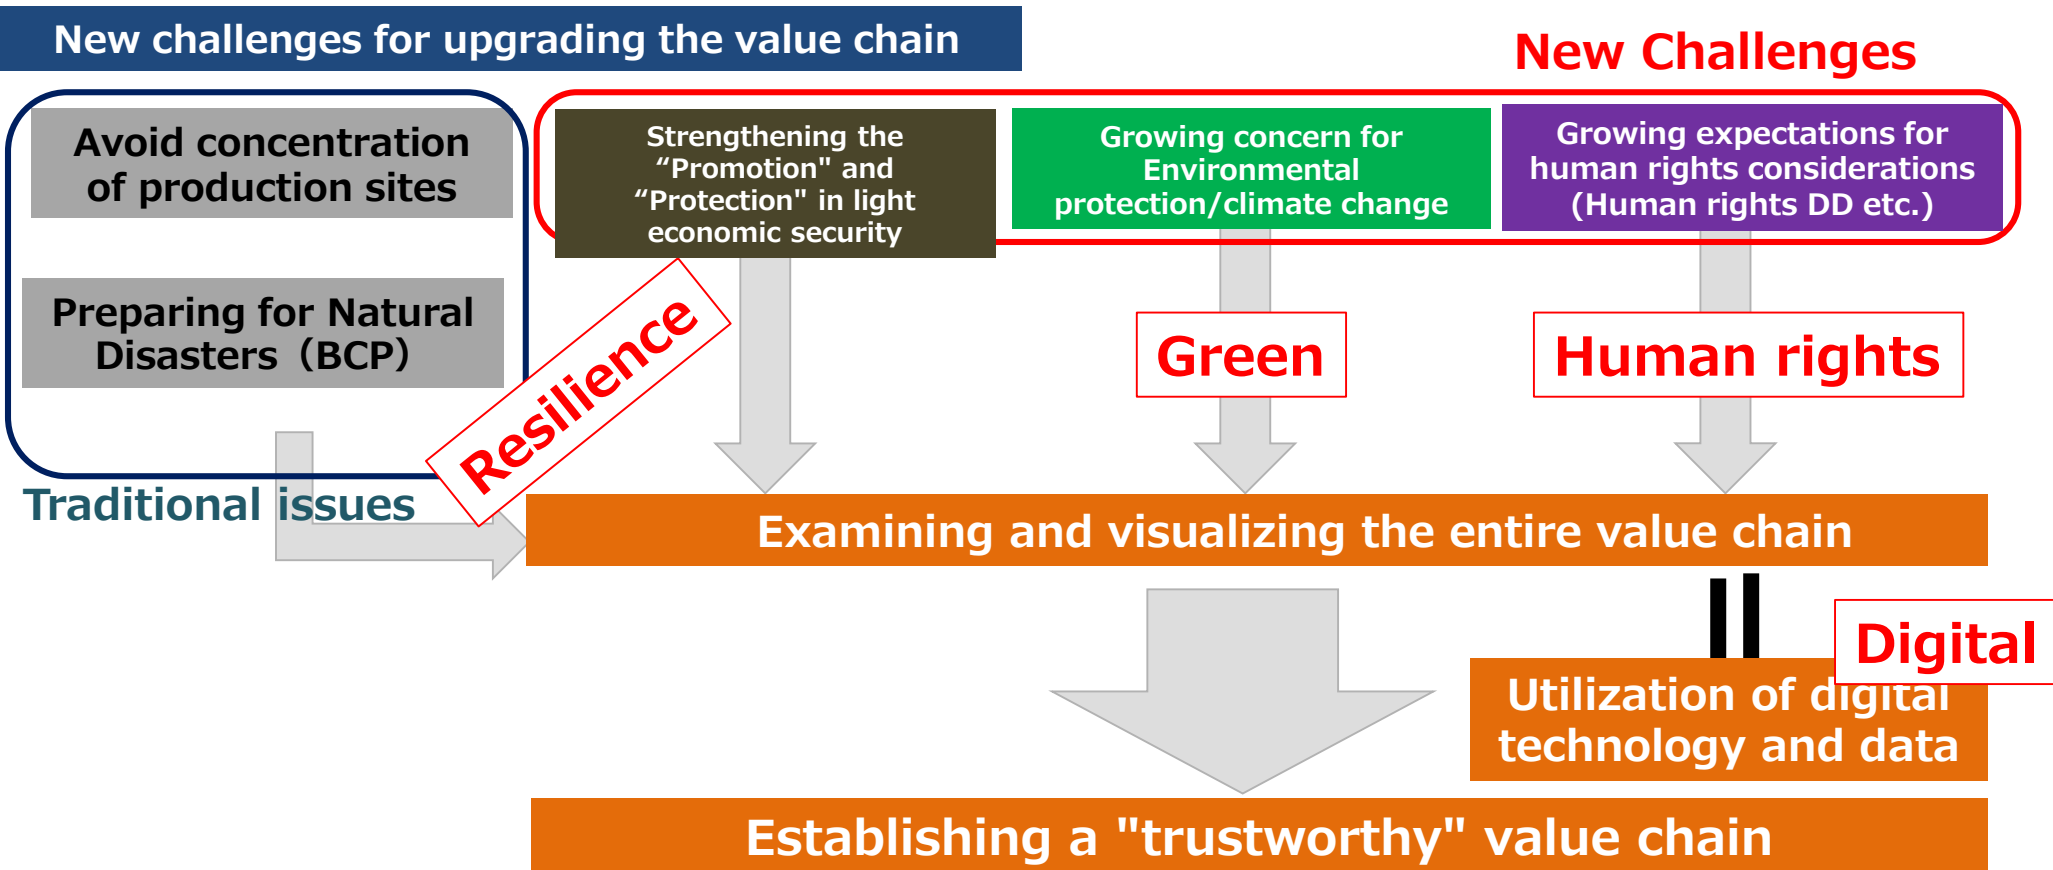 New challenges for upgrading the value chain
New Challenges
Avoid concentration
of production sites
Preparing for Natural
Disasters（BCP）
Traditional issues
Strengthening the
“Promotion" and
“Protection" in light
economic security
Growing concern for
Environmental
protection/climate change
Growing expectations for
human rights considerations
(Human rights DD etc.)
Resilience
Green
Human rights
Examining and visualizing the entire value chain
Digital
Utilization of digital
technology and data
Establishing a "trustworthy" value chain